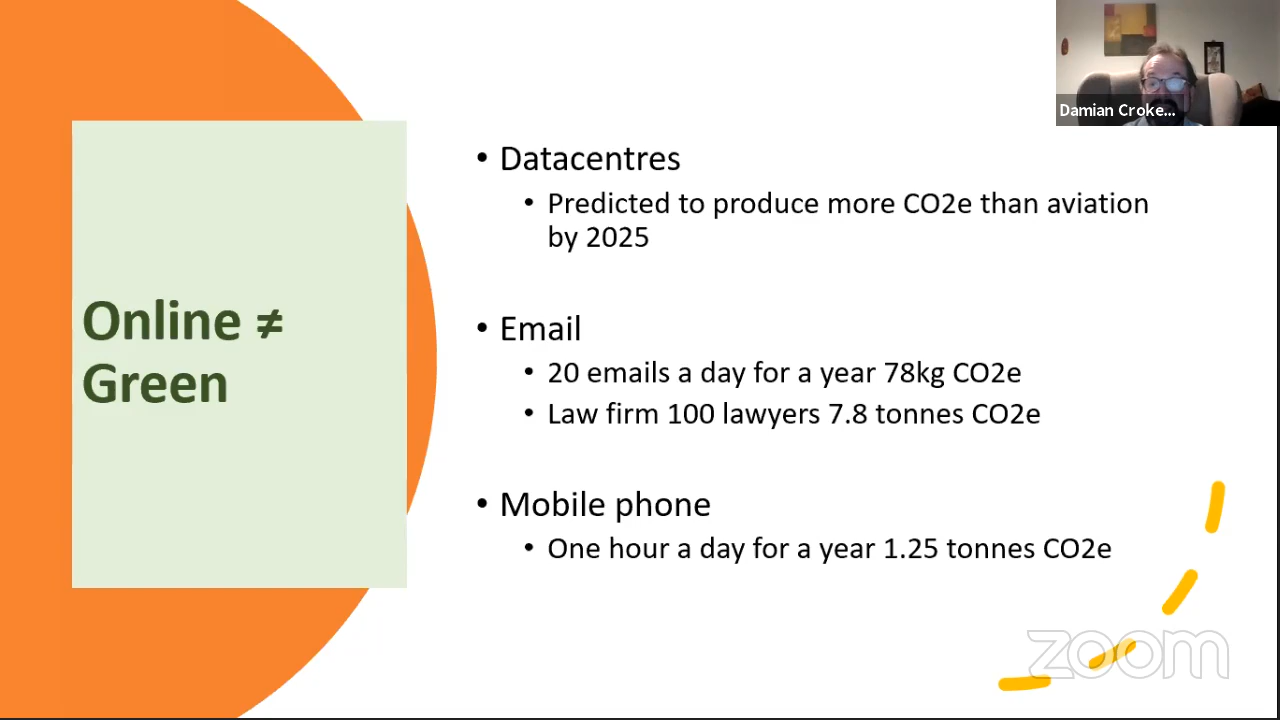 Damian Croke...
Online ≠
Green
• Datacentres
• Predicted to produce more CO2e than aviation
by 2025
• Email
• 20 emails a day for a year 78kg CO2e
• Law firm 100 lawyers 7.8 tonnes CO2e
• Mobile phone
• One hour a day for a year 1.25 tonnes CO2e
zoom